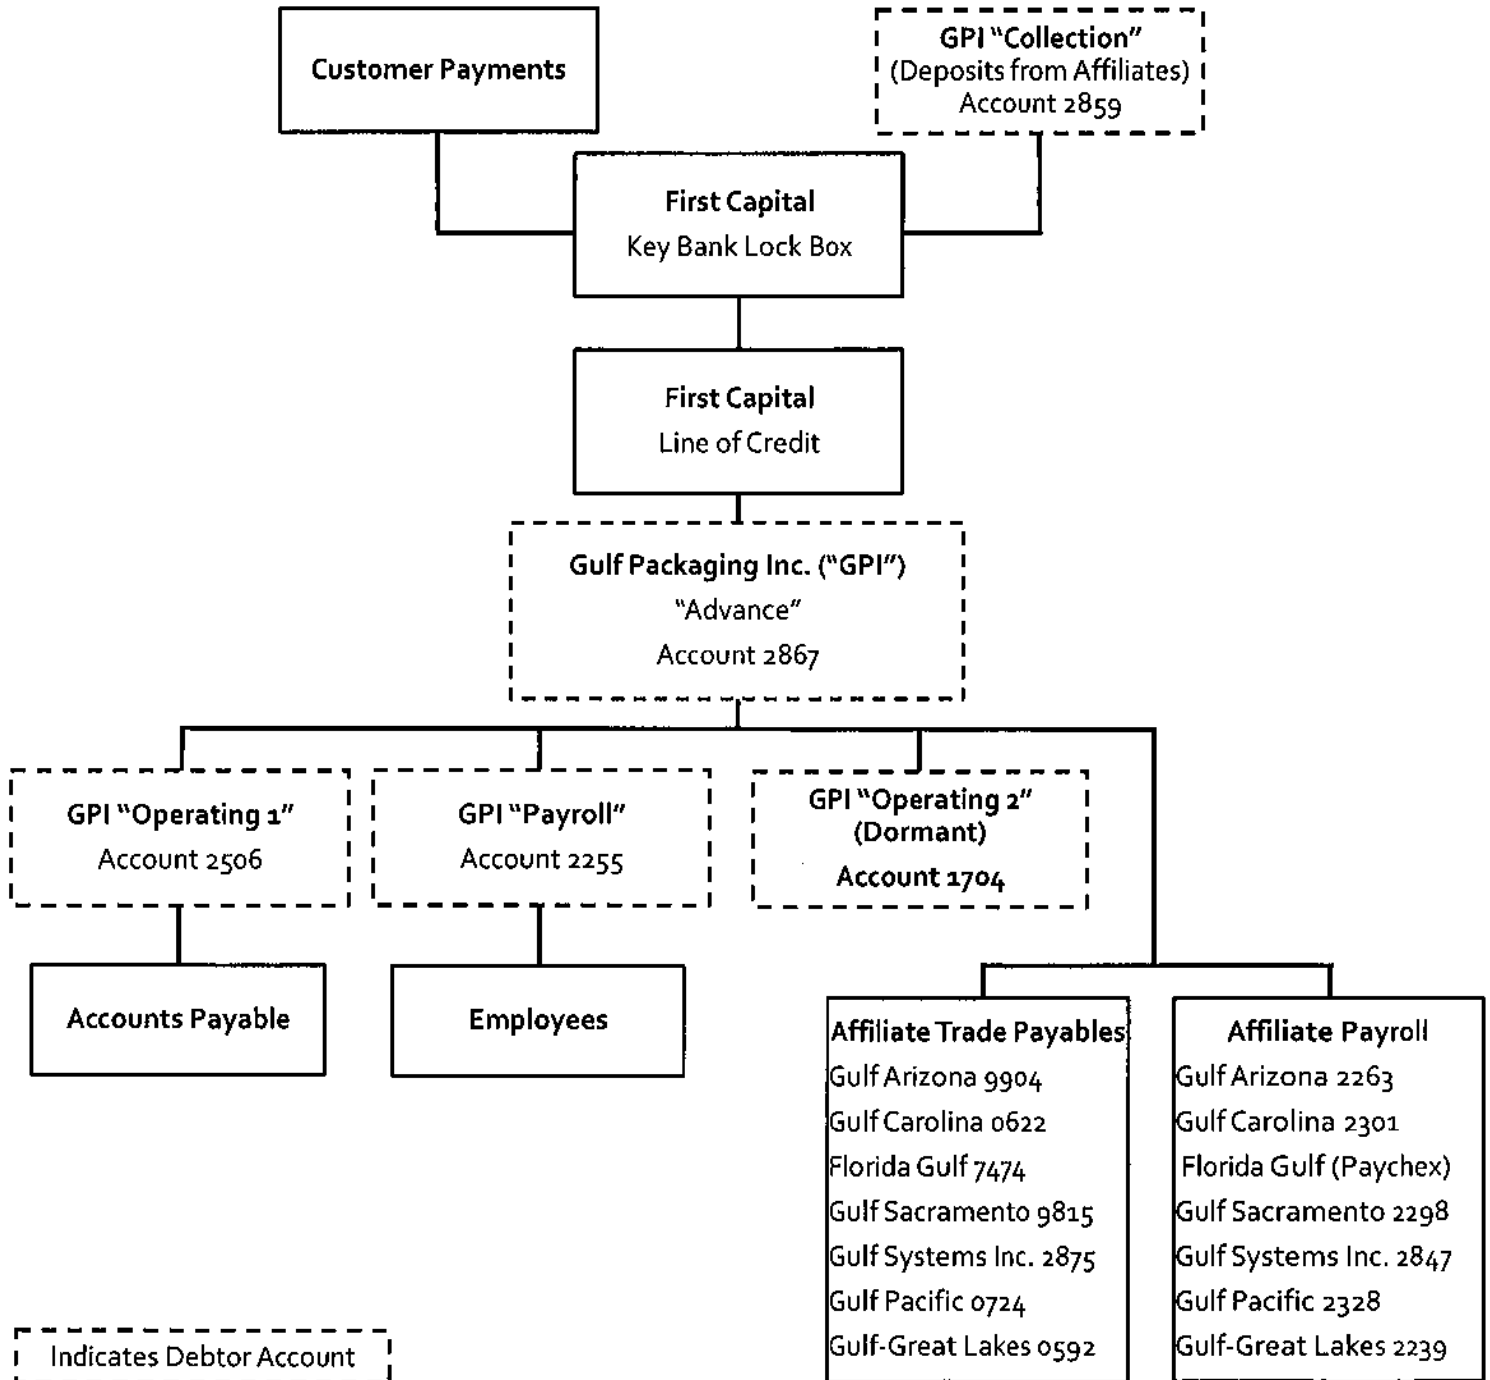 Customer Payments
GPI “Collection”
(Deposits from Affiliates)
Account 2859
First Capital
Key Bank Lock Box
First Capital
Line of Credit
Gulf Packaging Inc. (“GPI”)
“Advance”
Account 2867
GPI “Operating 1”
Account 2506
GPI “Payroll”
Account 2255
GPI “Operating 2”
(Dormant)
Account 1704
Accounts Payable
Employees
Affiliate Trade Payables
Gulf Arizona 9904
Gulf Carolina 0622
Florida Gulf 7474
Gulf Sacramento 9815
Gulf Systems Inc. 2875
Gulf Pacific 0724
Gulf-Great Lakes 0592
Affiliate Payroll
Gulf Arizona 2263
Gulf Carolina 2301
Florida Gulf (Paychex)
Gulf Sacramento 2298
Gulf Systems Inc. 2847
Gulf Pacific 2328
Gulf-Great Lakes 2239
Indicates Debtor Account